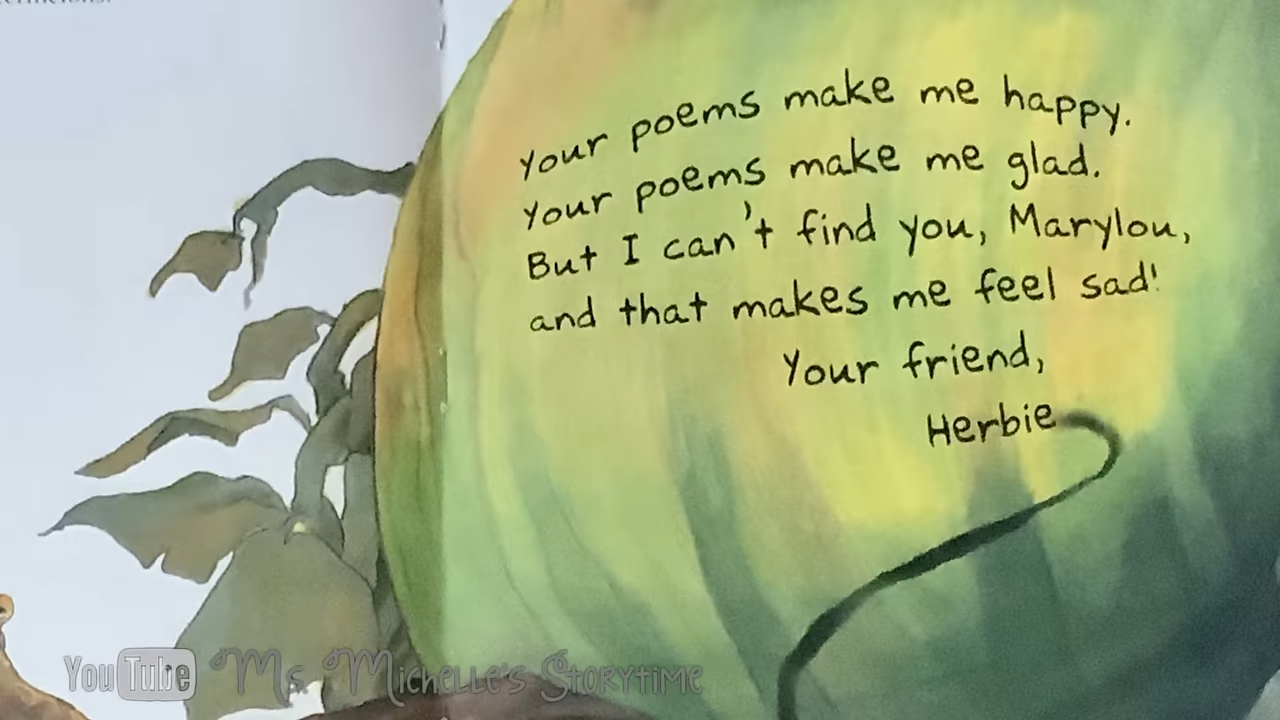 Your poems make me happy.
Your poems make me glad.
But I can't find you, Marylou,
and that makes me feel sad!
Your friend,
Herbie
YouTube Ms. Michelle's Storytime